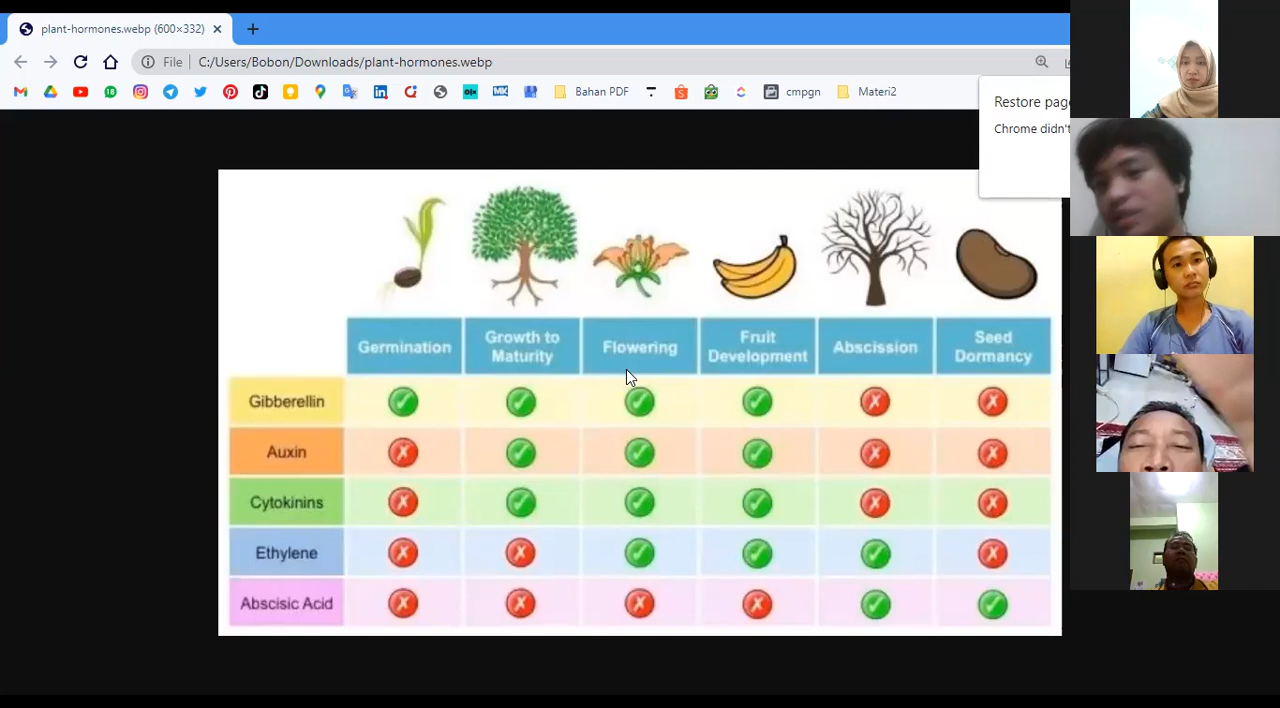 plant-hormones.webp (600×332)
File
C:/Users/Bobon/Downloads/plant-hormones.webp
Bahan PDF
cmpgn
Materi2
Restore pag
Chrome didn't
Germination
Growth to
Maturity
Flowering
Fruit
Development
Abscission
Seed
Dormancy
Gibberellin
Auxin
Cytokinins
Ethylene
Abscisic Acid